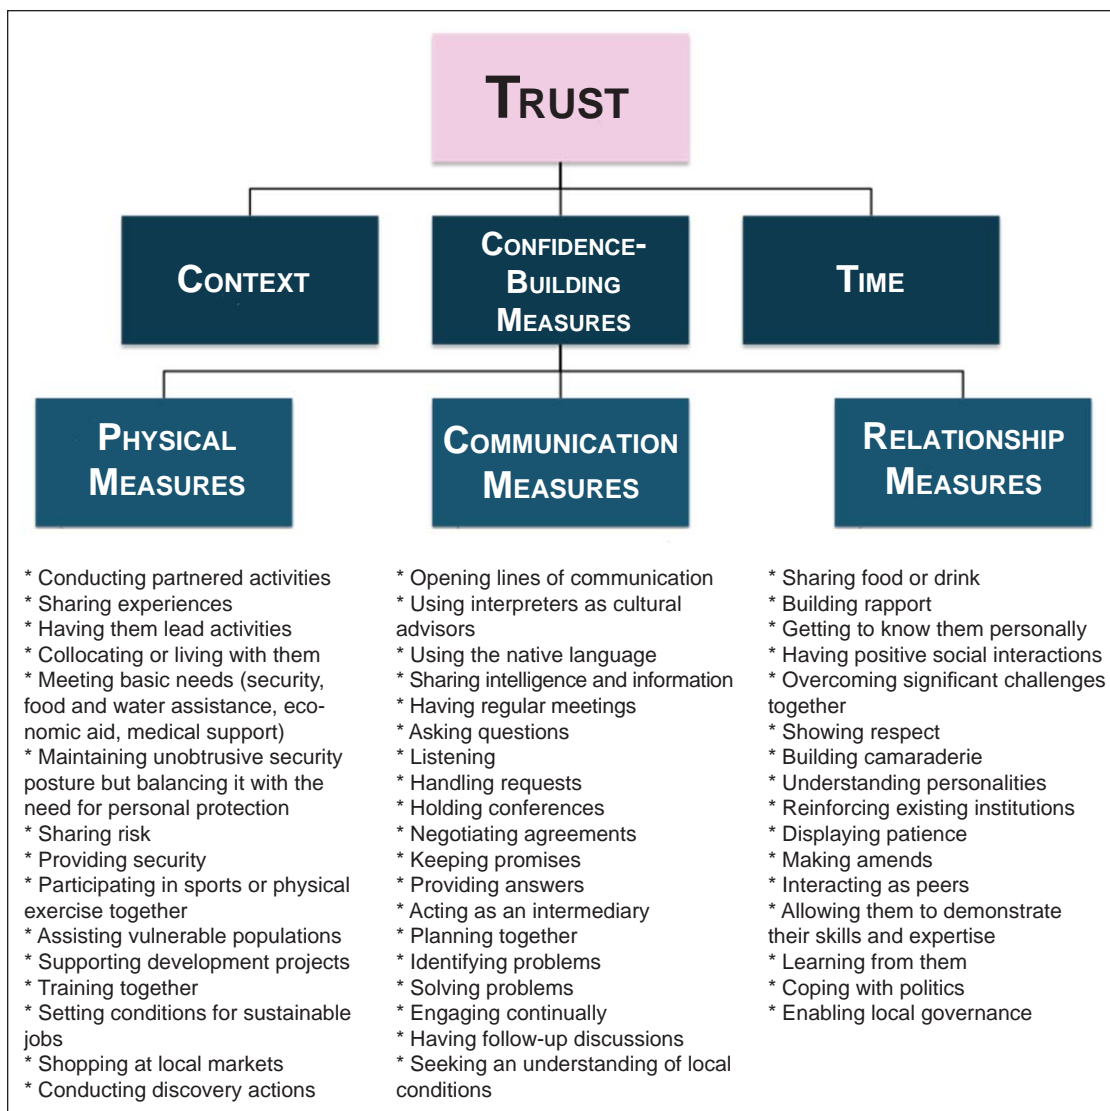 TRUST
CONTEXT
CONFIDENCE-
BUILDING
MEASURES
TIME
PHYSICAL
MEASURES
COMMUNICATION
MEASURES
RELATIONSHIP
MEASURES
* Conducting partnered activities
* Sharing experiences
* Having them lead activities
* Collocating or living with them
* Meeting basic needs (security,
food and water assistance, eco-
nomic aid, medical support)
* Maintaining unobtrusive security
posture but balancing it with the
need for personal protection
* Sharing risk
* Providing security
* Participating in sports or physical
exercise together
* Assisting vulnerable populations
* Supporting development projects
* Training together
* Setting conditions for sustainable
jobs
* Shopping at local markets
* Conducting discovery actions
* Opening lines of communication
* Using interpreters as cultural
advisors
* Using the native language
* Sharing intelligence and information
* Having regular meetings
* Asking questions
* Listening
* Handling requests
* Holding conferences
* Negotiating agreements
* Keeping promises
* Providing answers
* Acting as an intermediary
* Planning together
* Identifying problems
* Solving problems
* Engaging continually
* Having follow-up discussions
* Seeking an understanding of local
conditions
* Sharing food or drink
* Building rapport
* Getting to know them personally
* Having positive social interactions
* Overcoming significant challenges
together
* Showing respect
* Building camaraderie
* Understanding personalities
* Reinforcing existing institutions
* Displaying patience
* Making amends
* Interacting as peers
* Allowing them to demonstrate
their skills and expertise
* Learning from them
* Coping with politics
* Enabling local governance